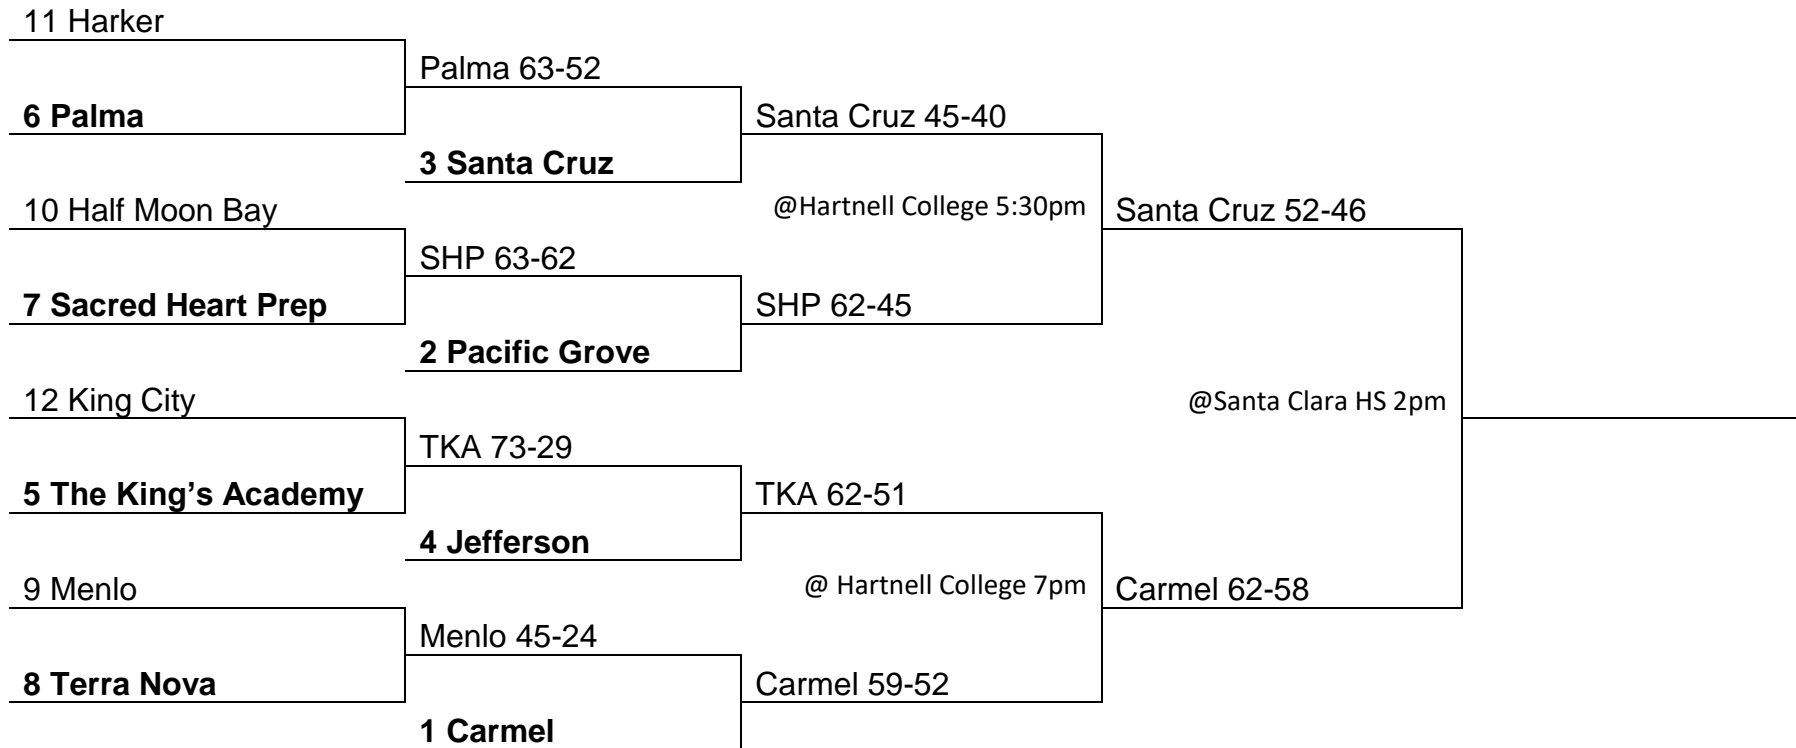 11 Harker
Palma 63-52
6 Palma
Santa Cruz 45-40
3 Santa Cruz
10 Half Moon Bay
@Hartnell College 5:30pm
Santa Cruz 52-46
SHP 63-62
7 Sacred Heart Prep
SHP 62-45
2 Pacific Grove
12 King City
@Santa Clara HS 2pm
TKA 73-29
5 The King’s Academy
TKA 62-51
4 Jefferson
9 Menlo
@ Hartnell College 7pm
Carmel 62-58
Menlo 45-24
8 Terra Nova
Carmel 59-52
1 Carmel